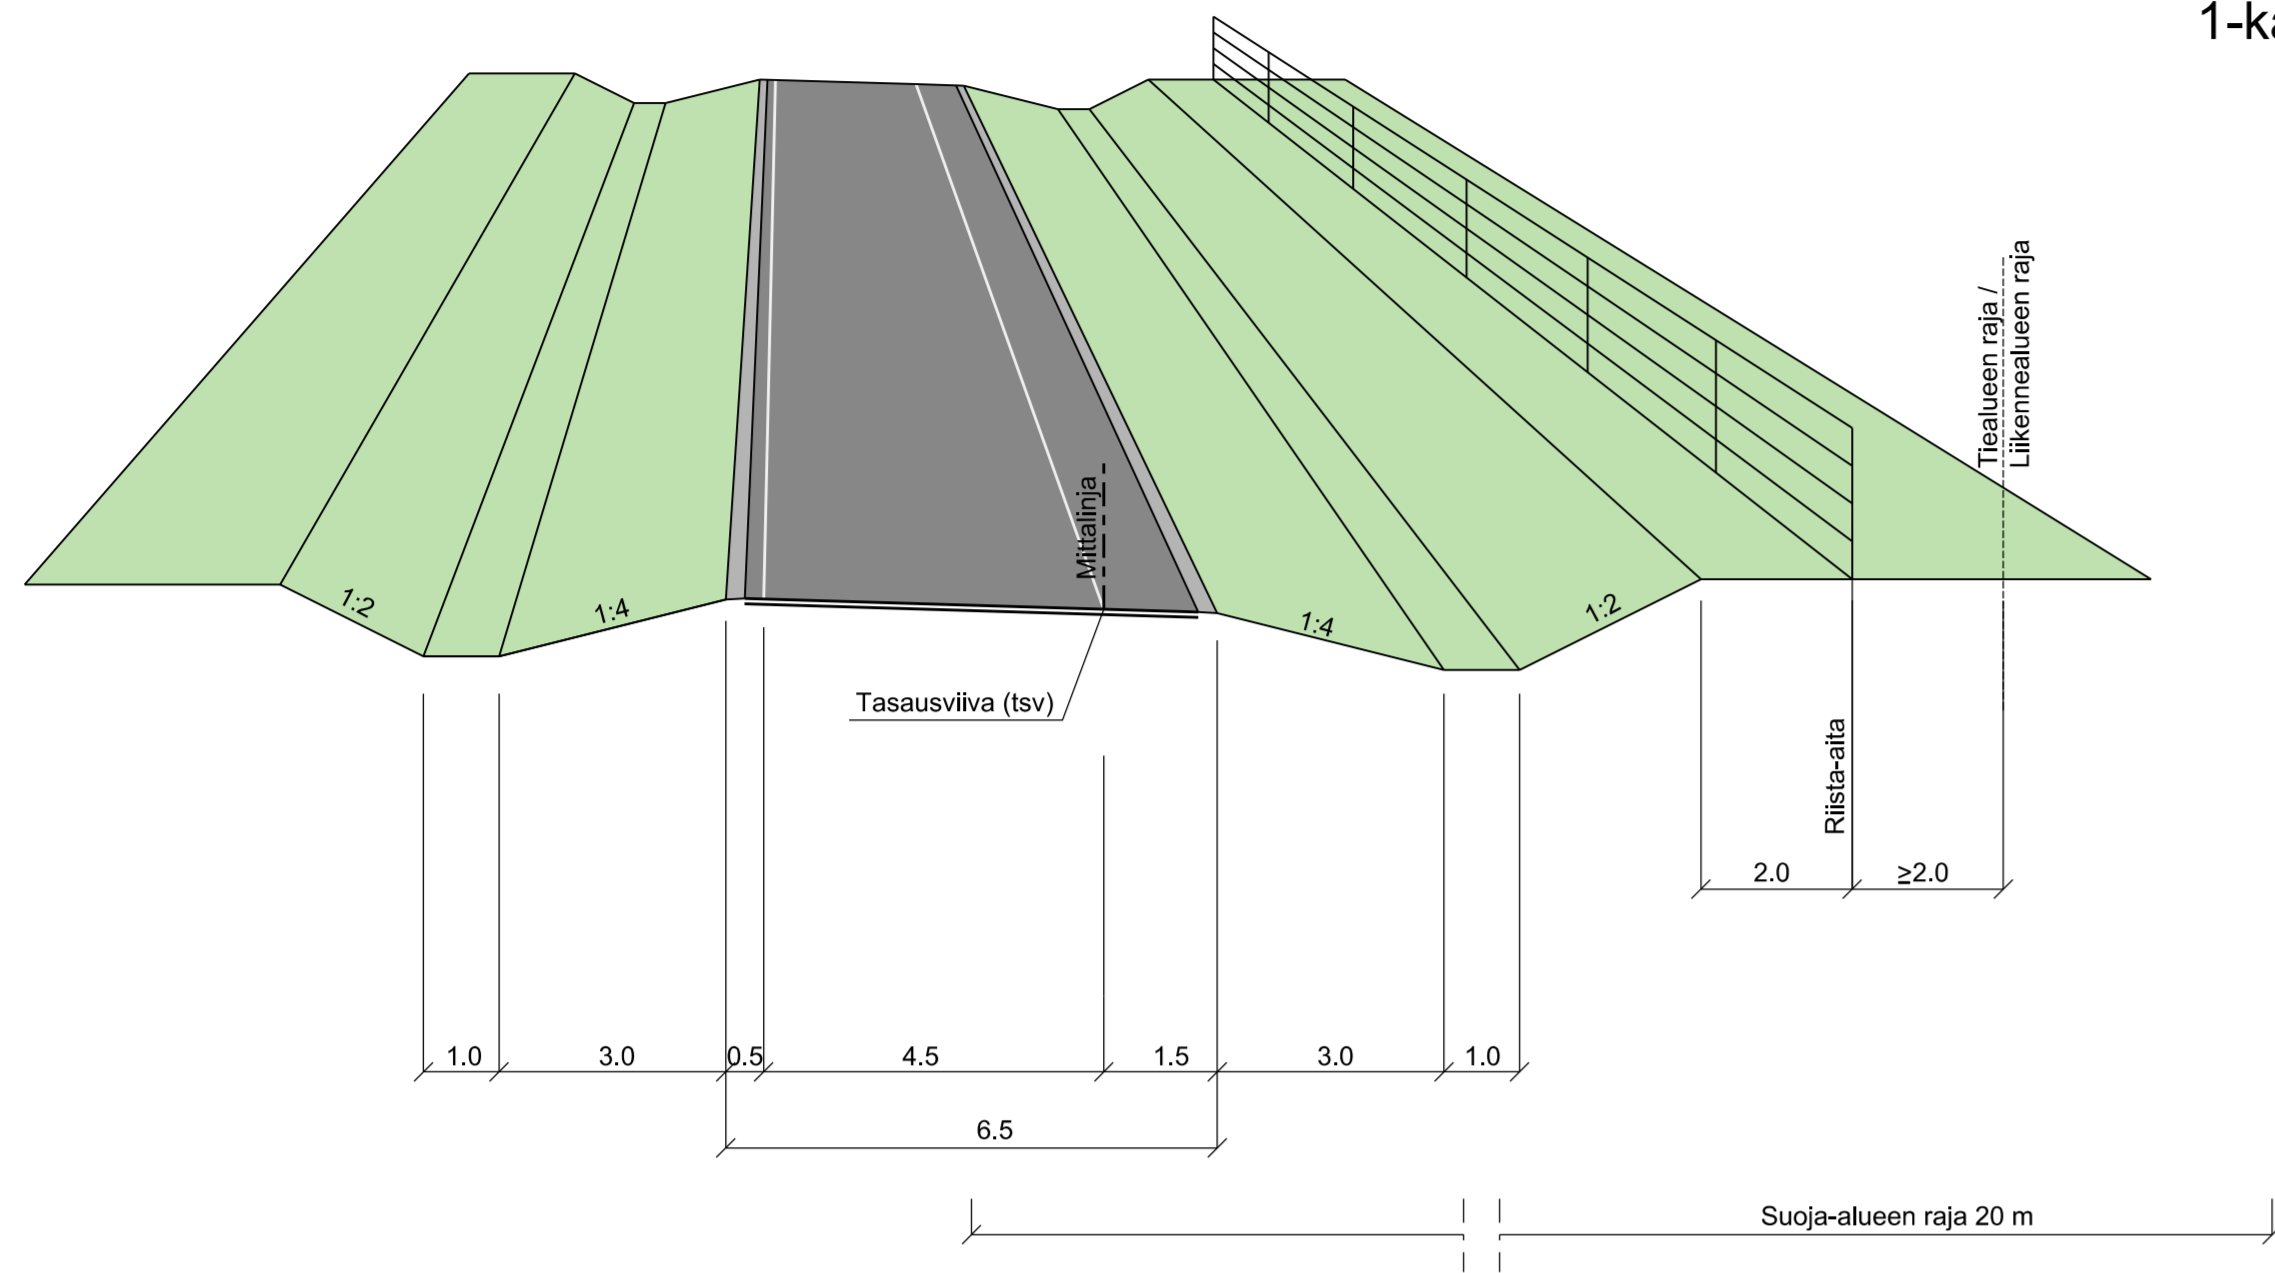 1-ka
Tiealueen raja /
Liikennealueen raja
Mittalinja
1:2
1:4
1:4
1:2
Tasausviiva (tsv)
Riista-aita
2.0
≥2.0
1.0
3.0
0.5
4.5
1.5
3.0
1.0
6.5
Suoja-alueen raja 20 m